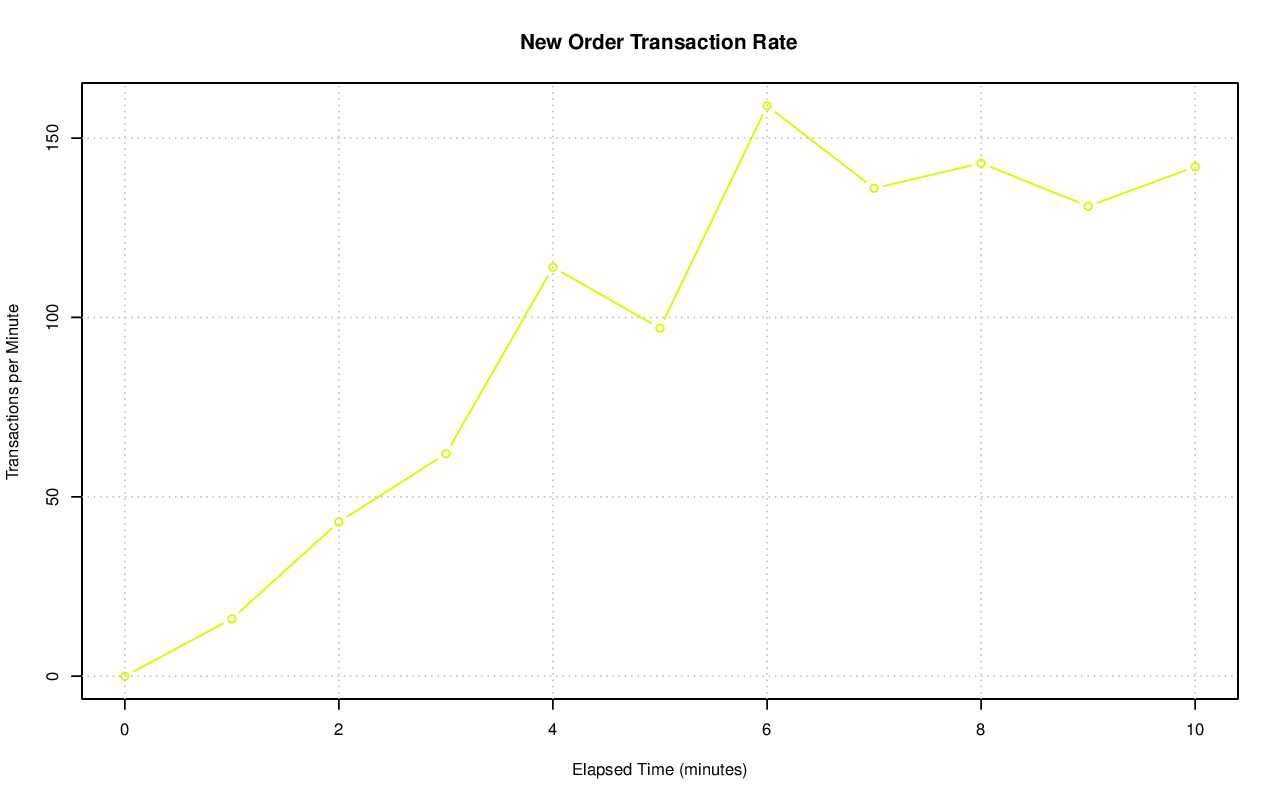 New Order Transaction Rate
Transactions per Minute
150
100
50
0
0 2 4 6 8 10
Elapsed Time (minutes)